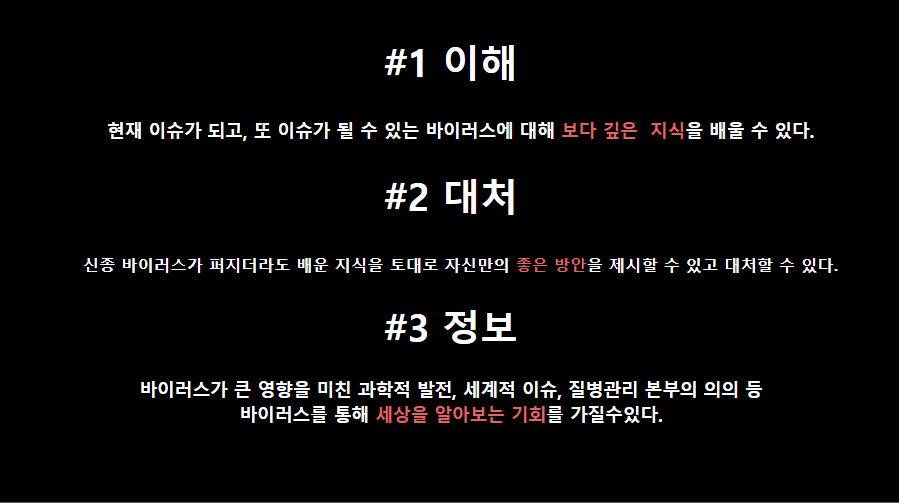 #1 이해
현재 이슈가 되고, 또 이슈가 될 수 있는 바이러스에 대해 보다 깊은 지식을 배울 수 있다.
#2 대처
신종 바이러스가 퍼지더라도 배운 지식을 토대로 자신만의 좋은 방안을 제시할 수 있고 대처할 수 있다.
#3 정보
바이러스가 큰 영향을 미친 과학적 발전, 세계적 이슈, 질병관리 본부의 의의 등
바이러스를 통해 세상을 알아보는 기회를 가질수있다.